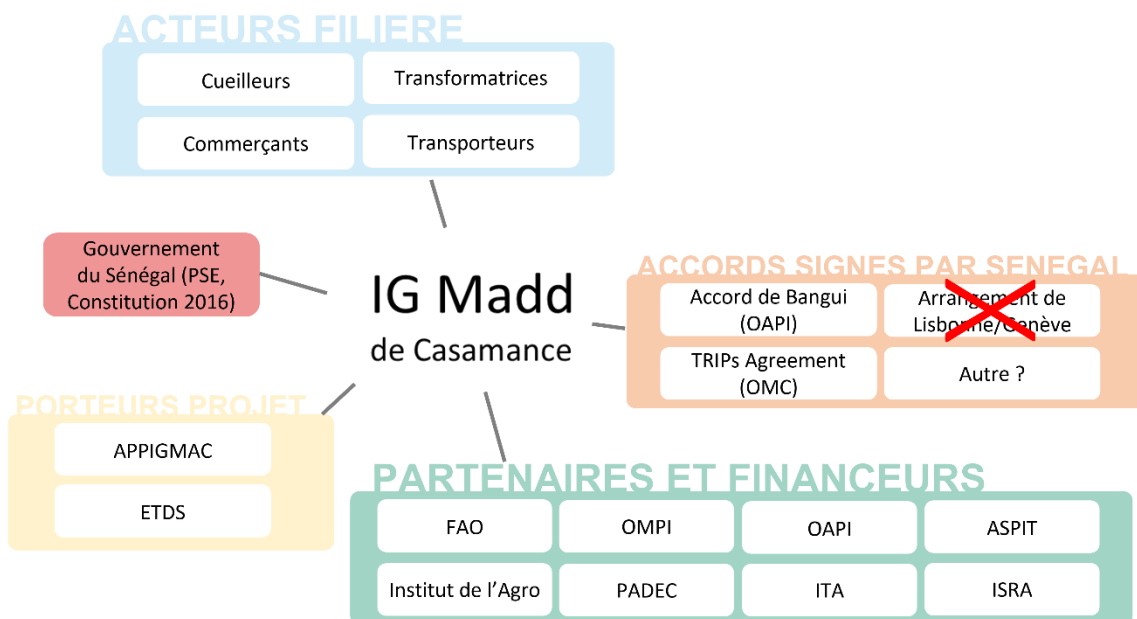 ACTEURS FILIERE
Cueilleurs
Transformatrices
Commerçants
Transporteurs
Gouvernement
du Sénégal (PSE,
Constitution 2016)
IG Madd
de Casamance
ACCORDS SIGNES PAR SENEGAL
Accord de Bangui
(OAPI)
Arrangement de
Lisbonne/Genève
TRIPs Agreement
(OMC)
Autre ?
PORTEURS PROJET
APPIGMAC
ETDS
PARTENAIRES ET FINANCEURS
FAO
OMPI
OAPI
ASPIT
Institut de l'Agro
PADEC
ITA
ISRA